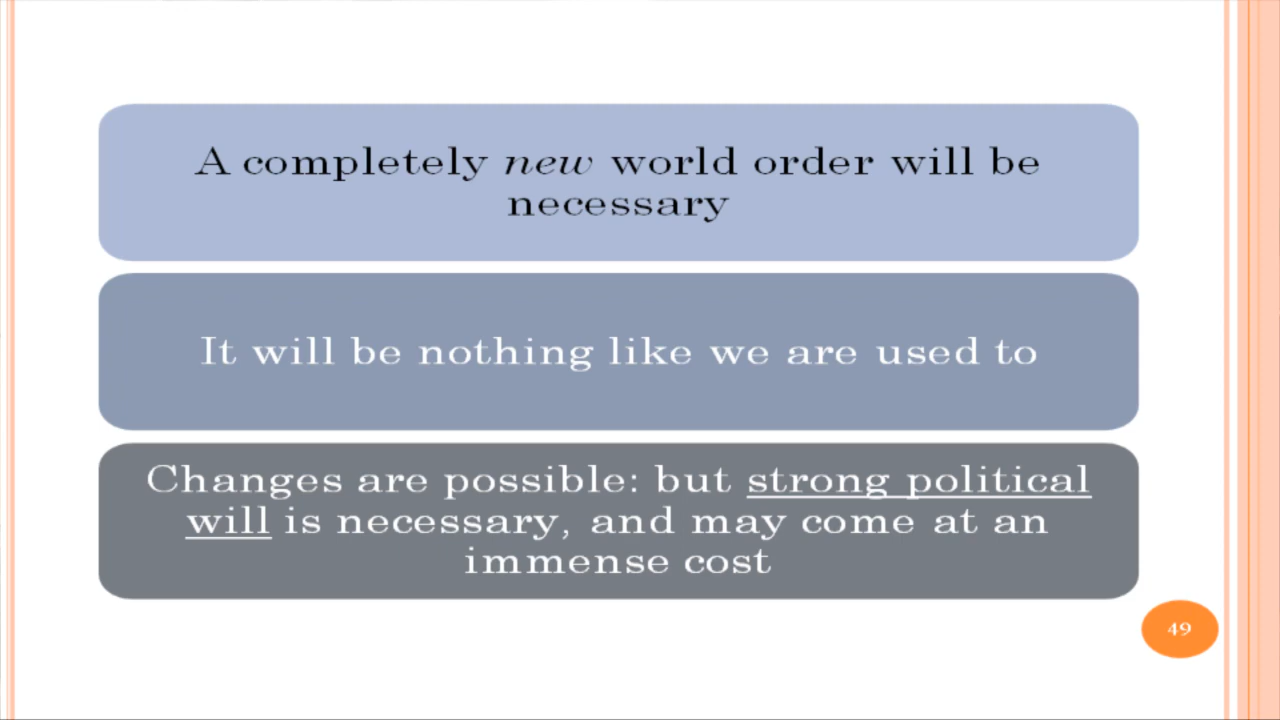 A completely new world order will be
necessary
It will be nothing like we are used to
Changes are possible: but strong political
will is necessary, and may come at an
immense cost
49